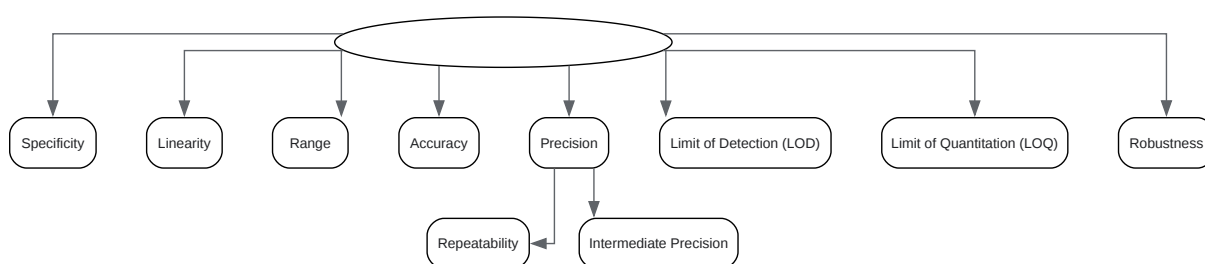 Specificity
Linearity
Range
Accuracy
Precision
Limit of Detection (LOD)
Limit of Quantitation (LOQ)
Robustness
Repeatability
Intermediate Precision